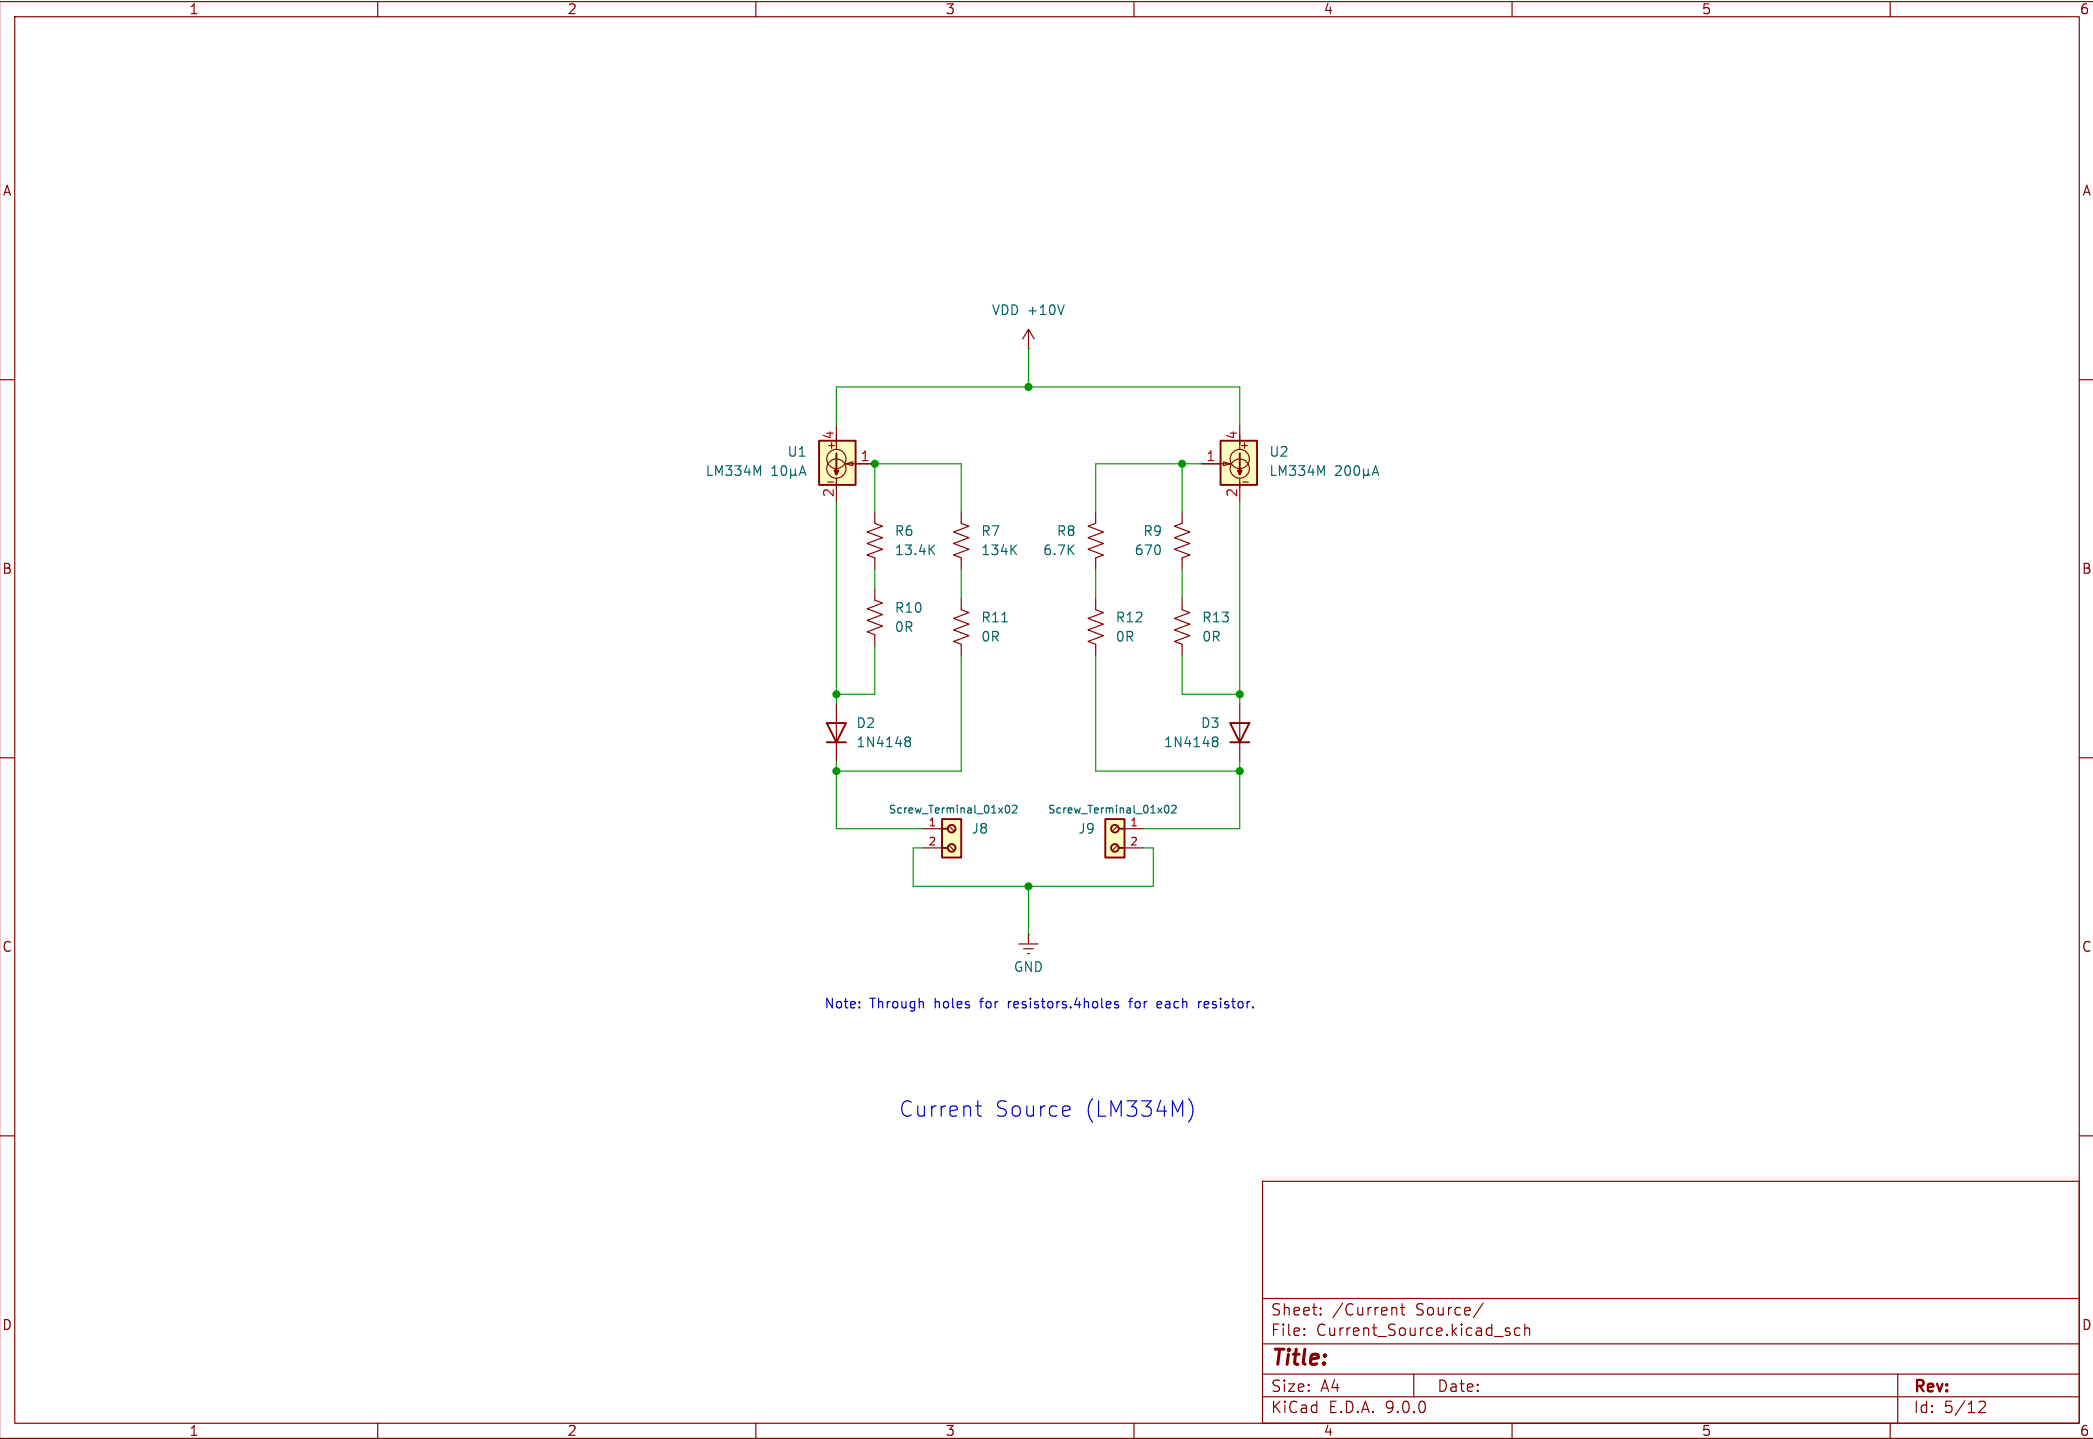 1 2 3 4 5 6
A A
VDD +10V
4 + 1 - 2
U1
LM334M 10µA
4 + 1 - 2
U2
LM334M 200µA
R6
13.4K
R7
134K
R8
6.7K
R9
670
B B
R10
0R
R11
0R
R12
0R
R13
0R
D2
1N4148
D3
1N4148
Screw_Terminal_01x02
1 J8
2
Screw_Terminal_01x02
J9 1
2
C C
GND
Note: Through holes for resistors.4holes for each resistor.
Current Source (LM334M)
D D
Sheet: /Current Source/
File: Current_Source.kicad_sch
Title:
Size: A4 Date: Rev:
KiCad E.D.A. 9.0.0 Id: 5/12
1 2 3 4 5 6